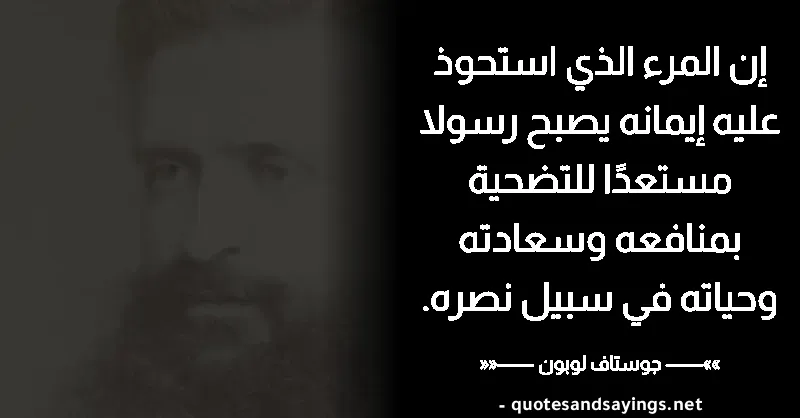 إن المرء الذي استحوذ
عليه إيمانه يصبح رسولا
مستعدًا للتضحية
بمنافعه وسعادته
وحياته في سبيل نصره.
»»—— جوستاف لوبون ——««
- quotesandsayings.net